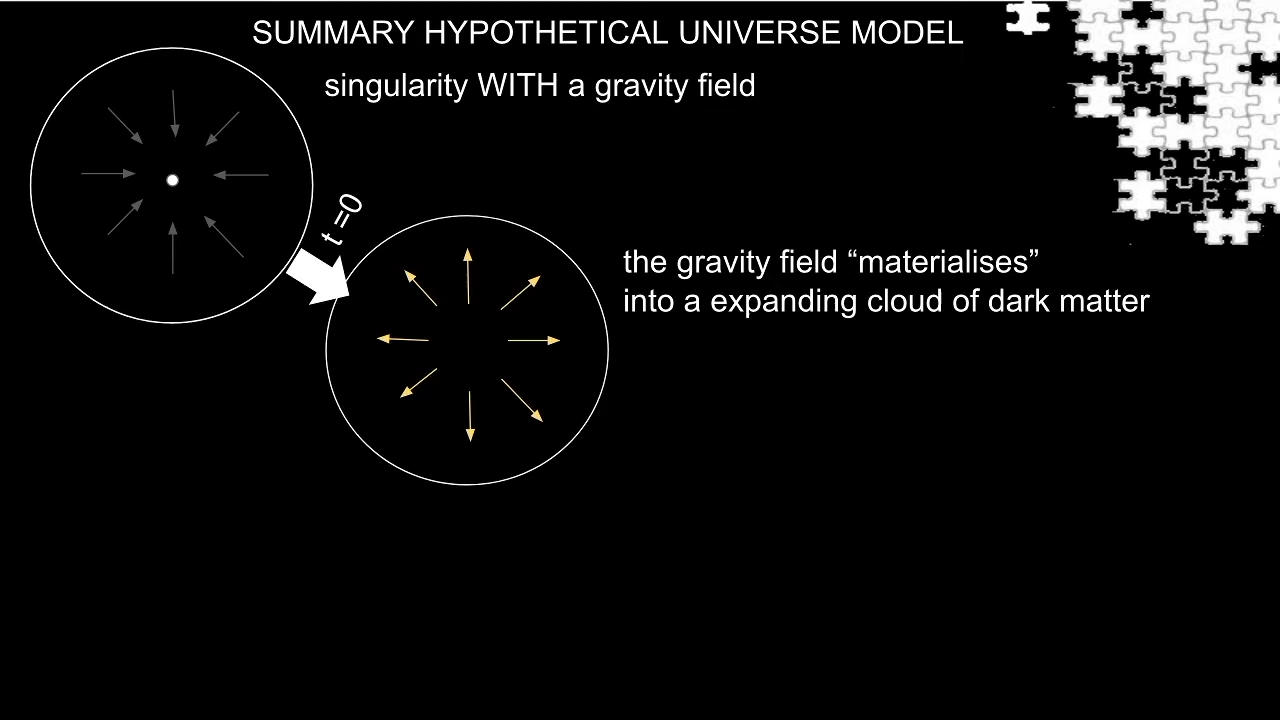 SUMMARY HYPOTHETICAL UNIVERSE MODEL
singularity WITH a gravity field
t =0
the gravity field “materialises”
into a expanding cloud of dark matter